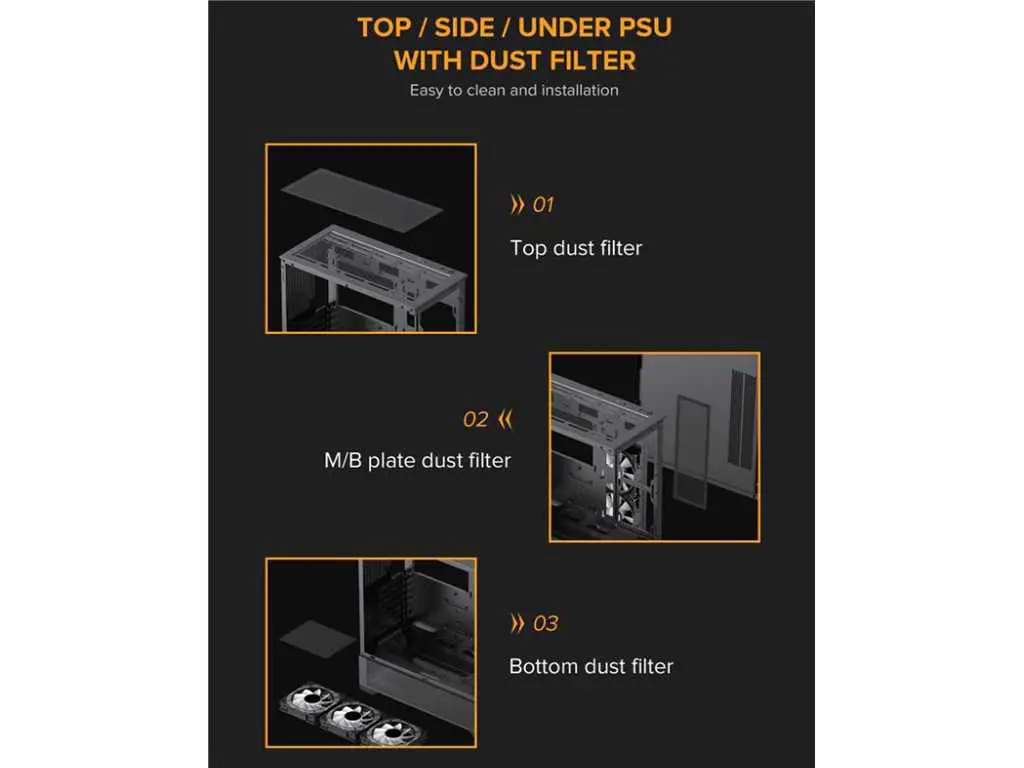 TOP / SIDE / UNDER PSU
WITH DUST FILTER
Easy to clean and installation
01
Top dust filter
02
M/B plate dust filter
03
Bottom dust filter